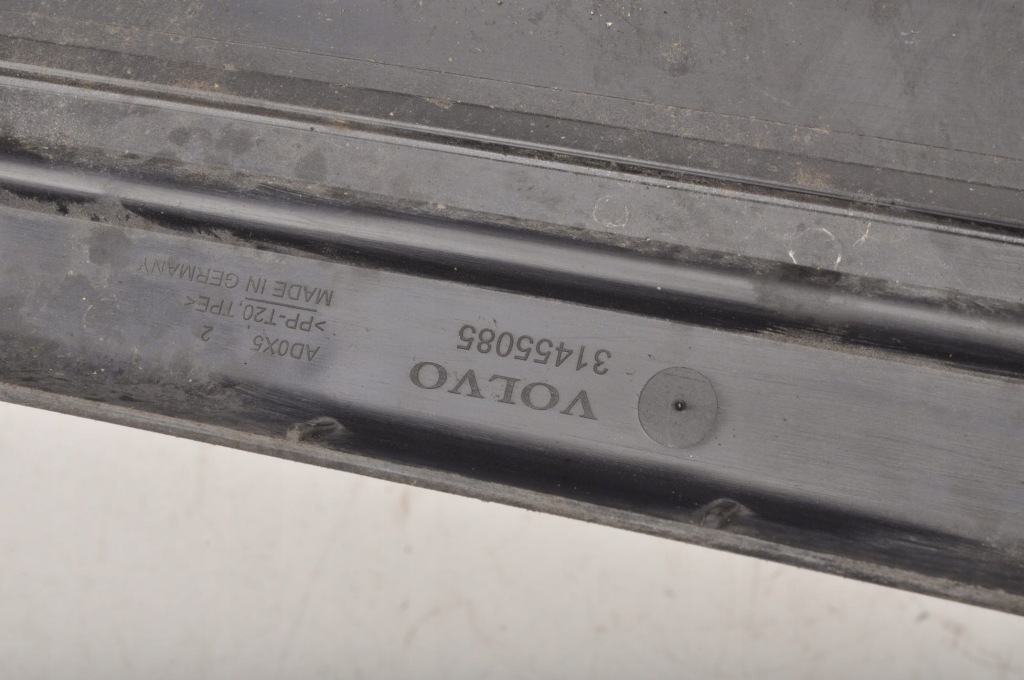 VOLVO
31455085
AD0X5
2
>PP-T20,TPE<
MADE IN GERMANY